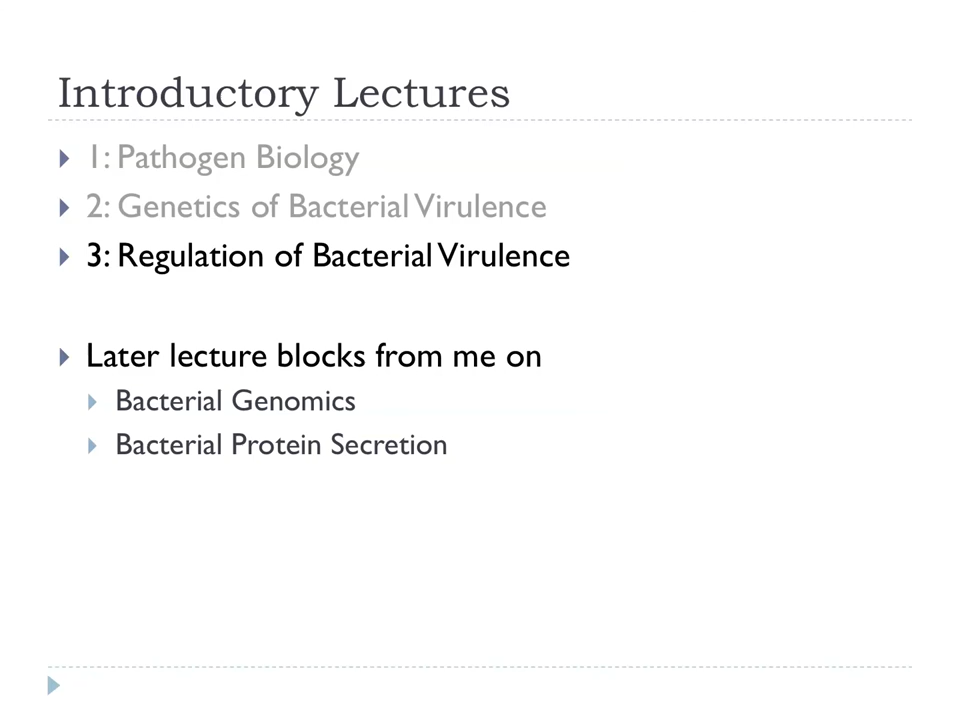 Introductory Lectures
1: Pathogen Biology
2: Genetics of Bacterial Virulence
3: Regulation of Bacterial Virulence
Later lecture blocks from me on
Bacterial Genomics
Bacterial Protein Secretion